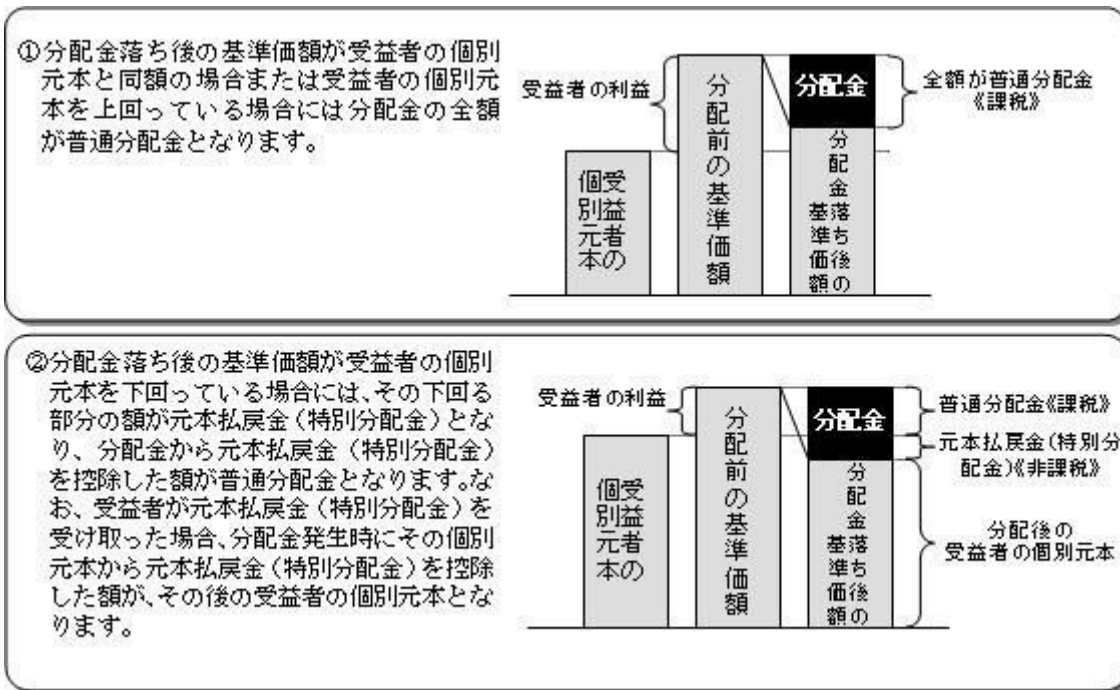 ①分配金落ち後の基準価額が受益者の個別
元本と同額の場合または受益者の個別元
本を上回っている場合には分配金の全額
が普通分配金となります。
受益者の利益
受益者の
個別元本
分配前の基準価額
分配金
分配金落ち後の
基準価額
全額が普通分配金
《課税》
②分配金落ち後の基準価額が受益者の個別
元本を下回っている場合には、その下回る
部分の額が元本払戻金(特別分配金)とな
り、分配金から元本払戻金(特別分配金)
を控除した額が普通分配金となります。な
お、受益者が元本払戻金(特別分配金)を
受け取った場合、分配金発生時にその個別
元本から元本払戻金(特別分配金)を控除
した額が、その後の受益者の個別元本とな
ります。
受益者の利益
受益者の
個別元本
分配前の基準価額
分配金
分配金落ち後の
基準価額
普通分配金《課税》
元本払戻金(特別分
配金)《非課税》
分配後の
受益者の個別元本